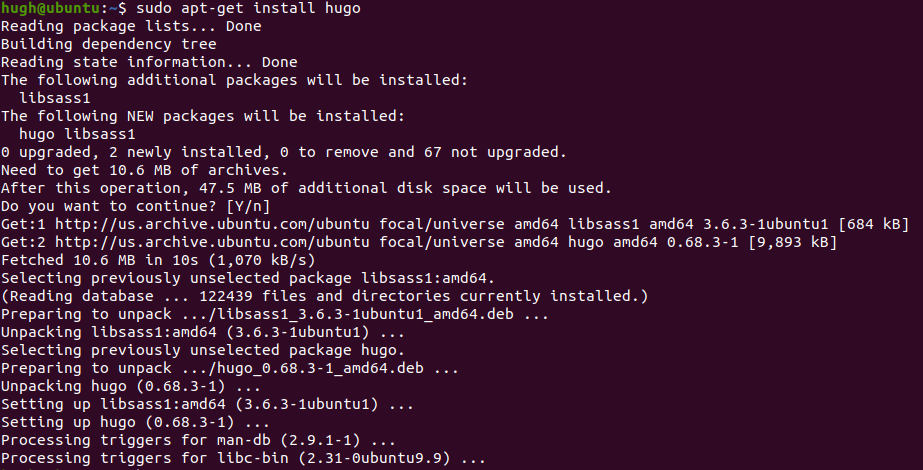 hugh@ubuntu:~$ sudo apt-get install hugo
Reading package lists... Done
Building dependency tree
Reading state information... Done
The following additional packages will be installed:
  libsass1
The following NEW packages will be installed:
  hugo libsass1
0 upgraded, 2 newly installed, 0 to remove and 67 not upgraded.
Need to get 10.6 MB of archives.
After this operation, 47.5 MB of additional disk space will be used.
Do you want to continue? [Y/n]
Get:1 http://us.archive.ubuntu.com/ubuntu focal/universe amd64 libsass1 amd64 3.6.3-1ubuntu1 [684 kB]
Get:2 http://us.archive.ubuntu.com/ubuntu focal/universe amd64 hugo amd64 0.68.3-1 [9,893 kB]
Fetched 10.6 MB in 10s (1,070 kB/s)
Selecting previously unselected package libsass1:amd64.
(Reading database ... 122439 files and directories currently installed.)
Preparing to unpack .../libsass1_3.6.3-1ubuntu1_amd64.deb ...
Unpacking libsass1:amd64 (3.6.3-1ubuntu1) ...
Selecting previously unselected package hugo.
Preparing to unpack .../hugo_0.68.3-1_amd64.deb ...
Unpacking hugo (0.68.3-1) ...
Setting up libsass1:amd64 (3.6.3-1ubuntu1) ...
Setting up hugo (0.68.3-1) ...
Processing triggers for man-db (2.9.1-1) ...
Processing triggers for libc-bin (2.31-0ubuntu9.9) ...